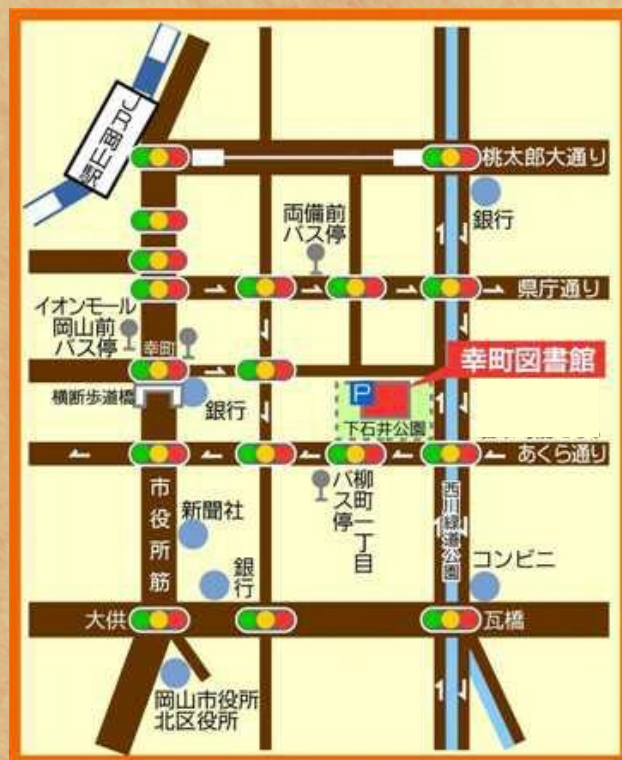 JR岡山駅
桃太郎大通り
銀行
両備前
バス停
県庁通り
イオンモール
岡山前
バス停
幸町
幸町図書館
横断歩道橋
銀行
P
下石井公園
あくら通り
市役所筋
新聞社
柳町一丁目
バス停
西川緑道公園
銀行
コンビニ
大供
瓦橋
岡山市役所
北区役所